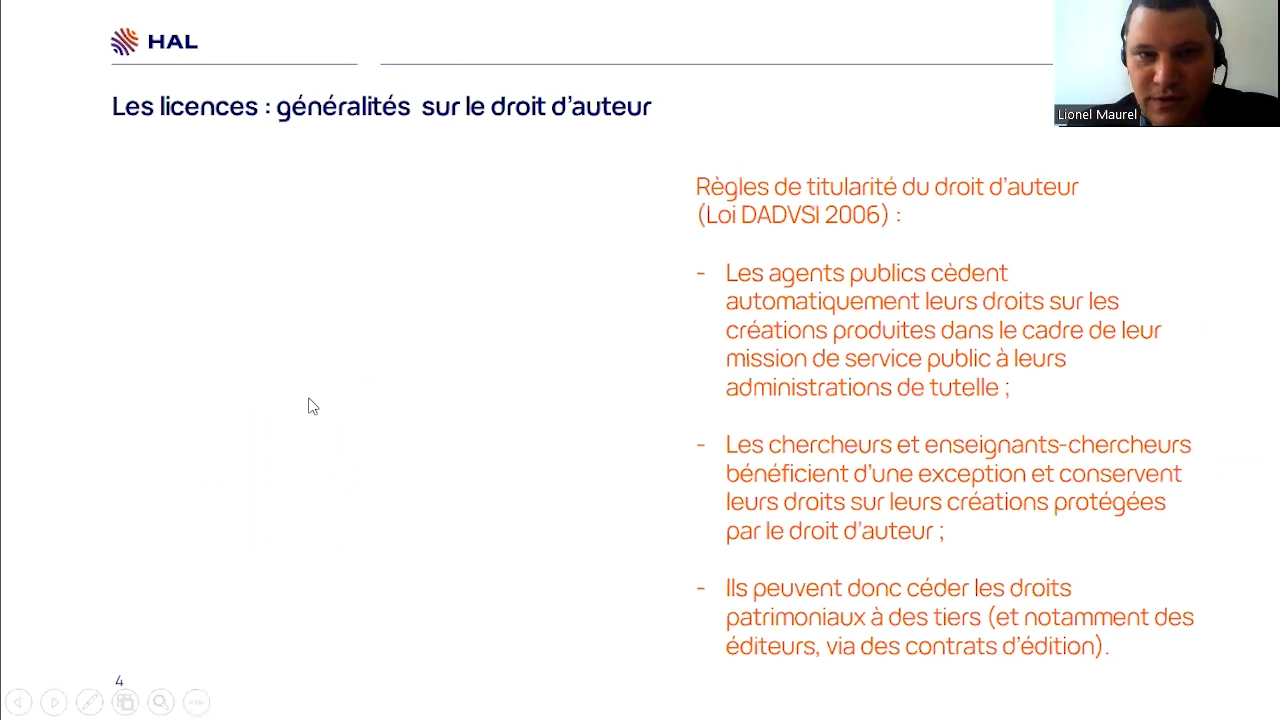 HAL
Lionel Maurel
Les licences : généralités sur le droit d'auteur
Règles de titularité du droit d'auteur
(Loi DADVSI 2006) :
- Les agents publics cèdent
automatiquement leurs droits sur les
créations produites dans le cadre de leur
mission de service public à leurs
administrations de tutelle ;
- Les chercheurs et enseignants-chercheurs
bénéficient d'une exception et conservent
leurs droits sur leurs créations protégées
par le droit d'auteur ;
- Ils peuvent donc céder les droits
patrimoniaux à des tiers (et notamment des
éditeurs, via des contrats d'édition).
4